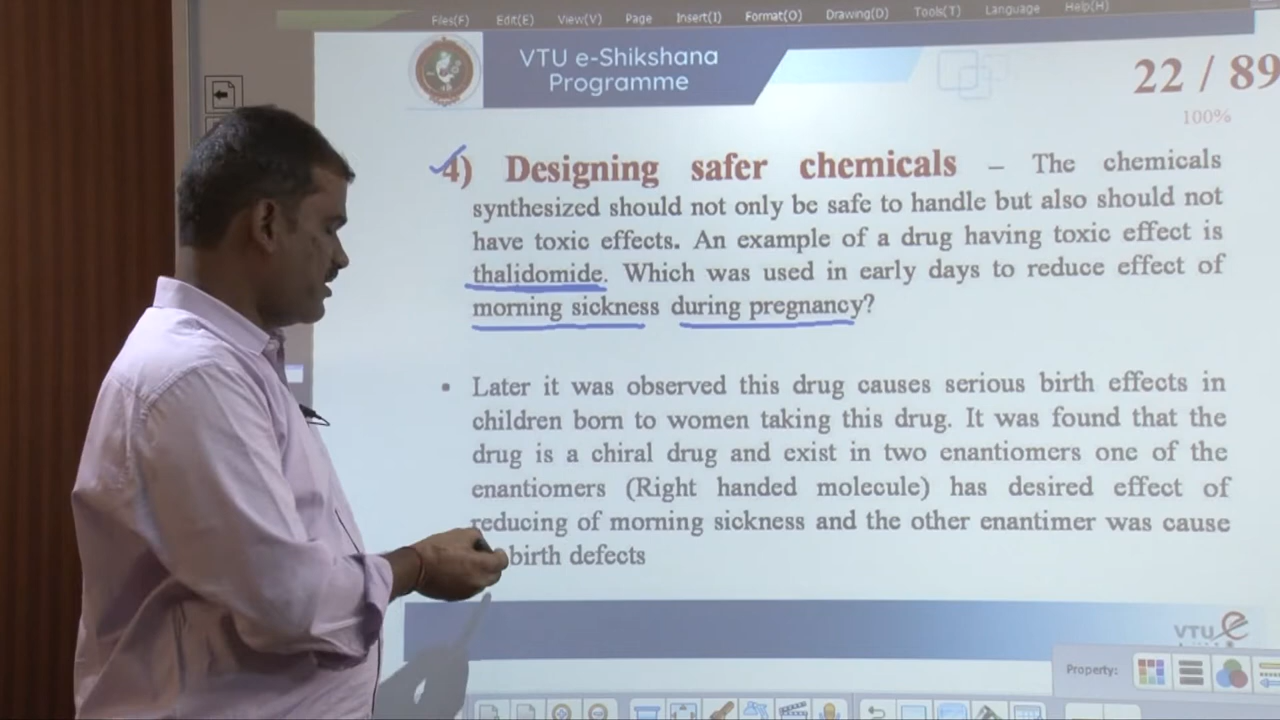 Files(F) Edit(E) View(V) Page Insert(I) Format(O) Drawing(D) Tools(T) Language Help(H)
VTU e-Shikshana
Programme
22 / 89
100%
4) Designing safer chemicals – The chemicals
synthesized should not only be safe to handle but also should not
have toxic effects. An example of a drug having toxic effect is
thalidomide. Which was used in early days to reduce effect of
morning sickness during pregnancy?
• Later it was observed this drug causes serious birth effects in
children born to women taking this drug. It was found that the
drug is a chiral drug and exist in two enantiomers one of the
enantiomers (Right handed molecule) has desired effect of
reducing of morning sickness and the other enantimer was cause
birth defects
VTU e
Property: